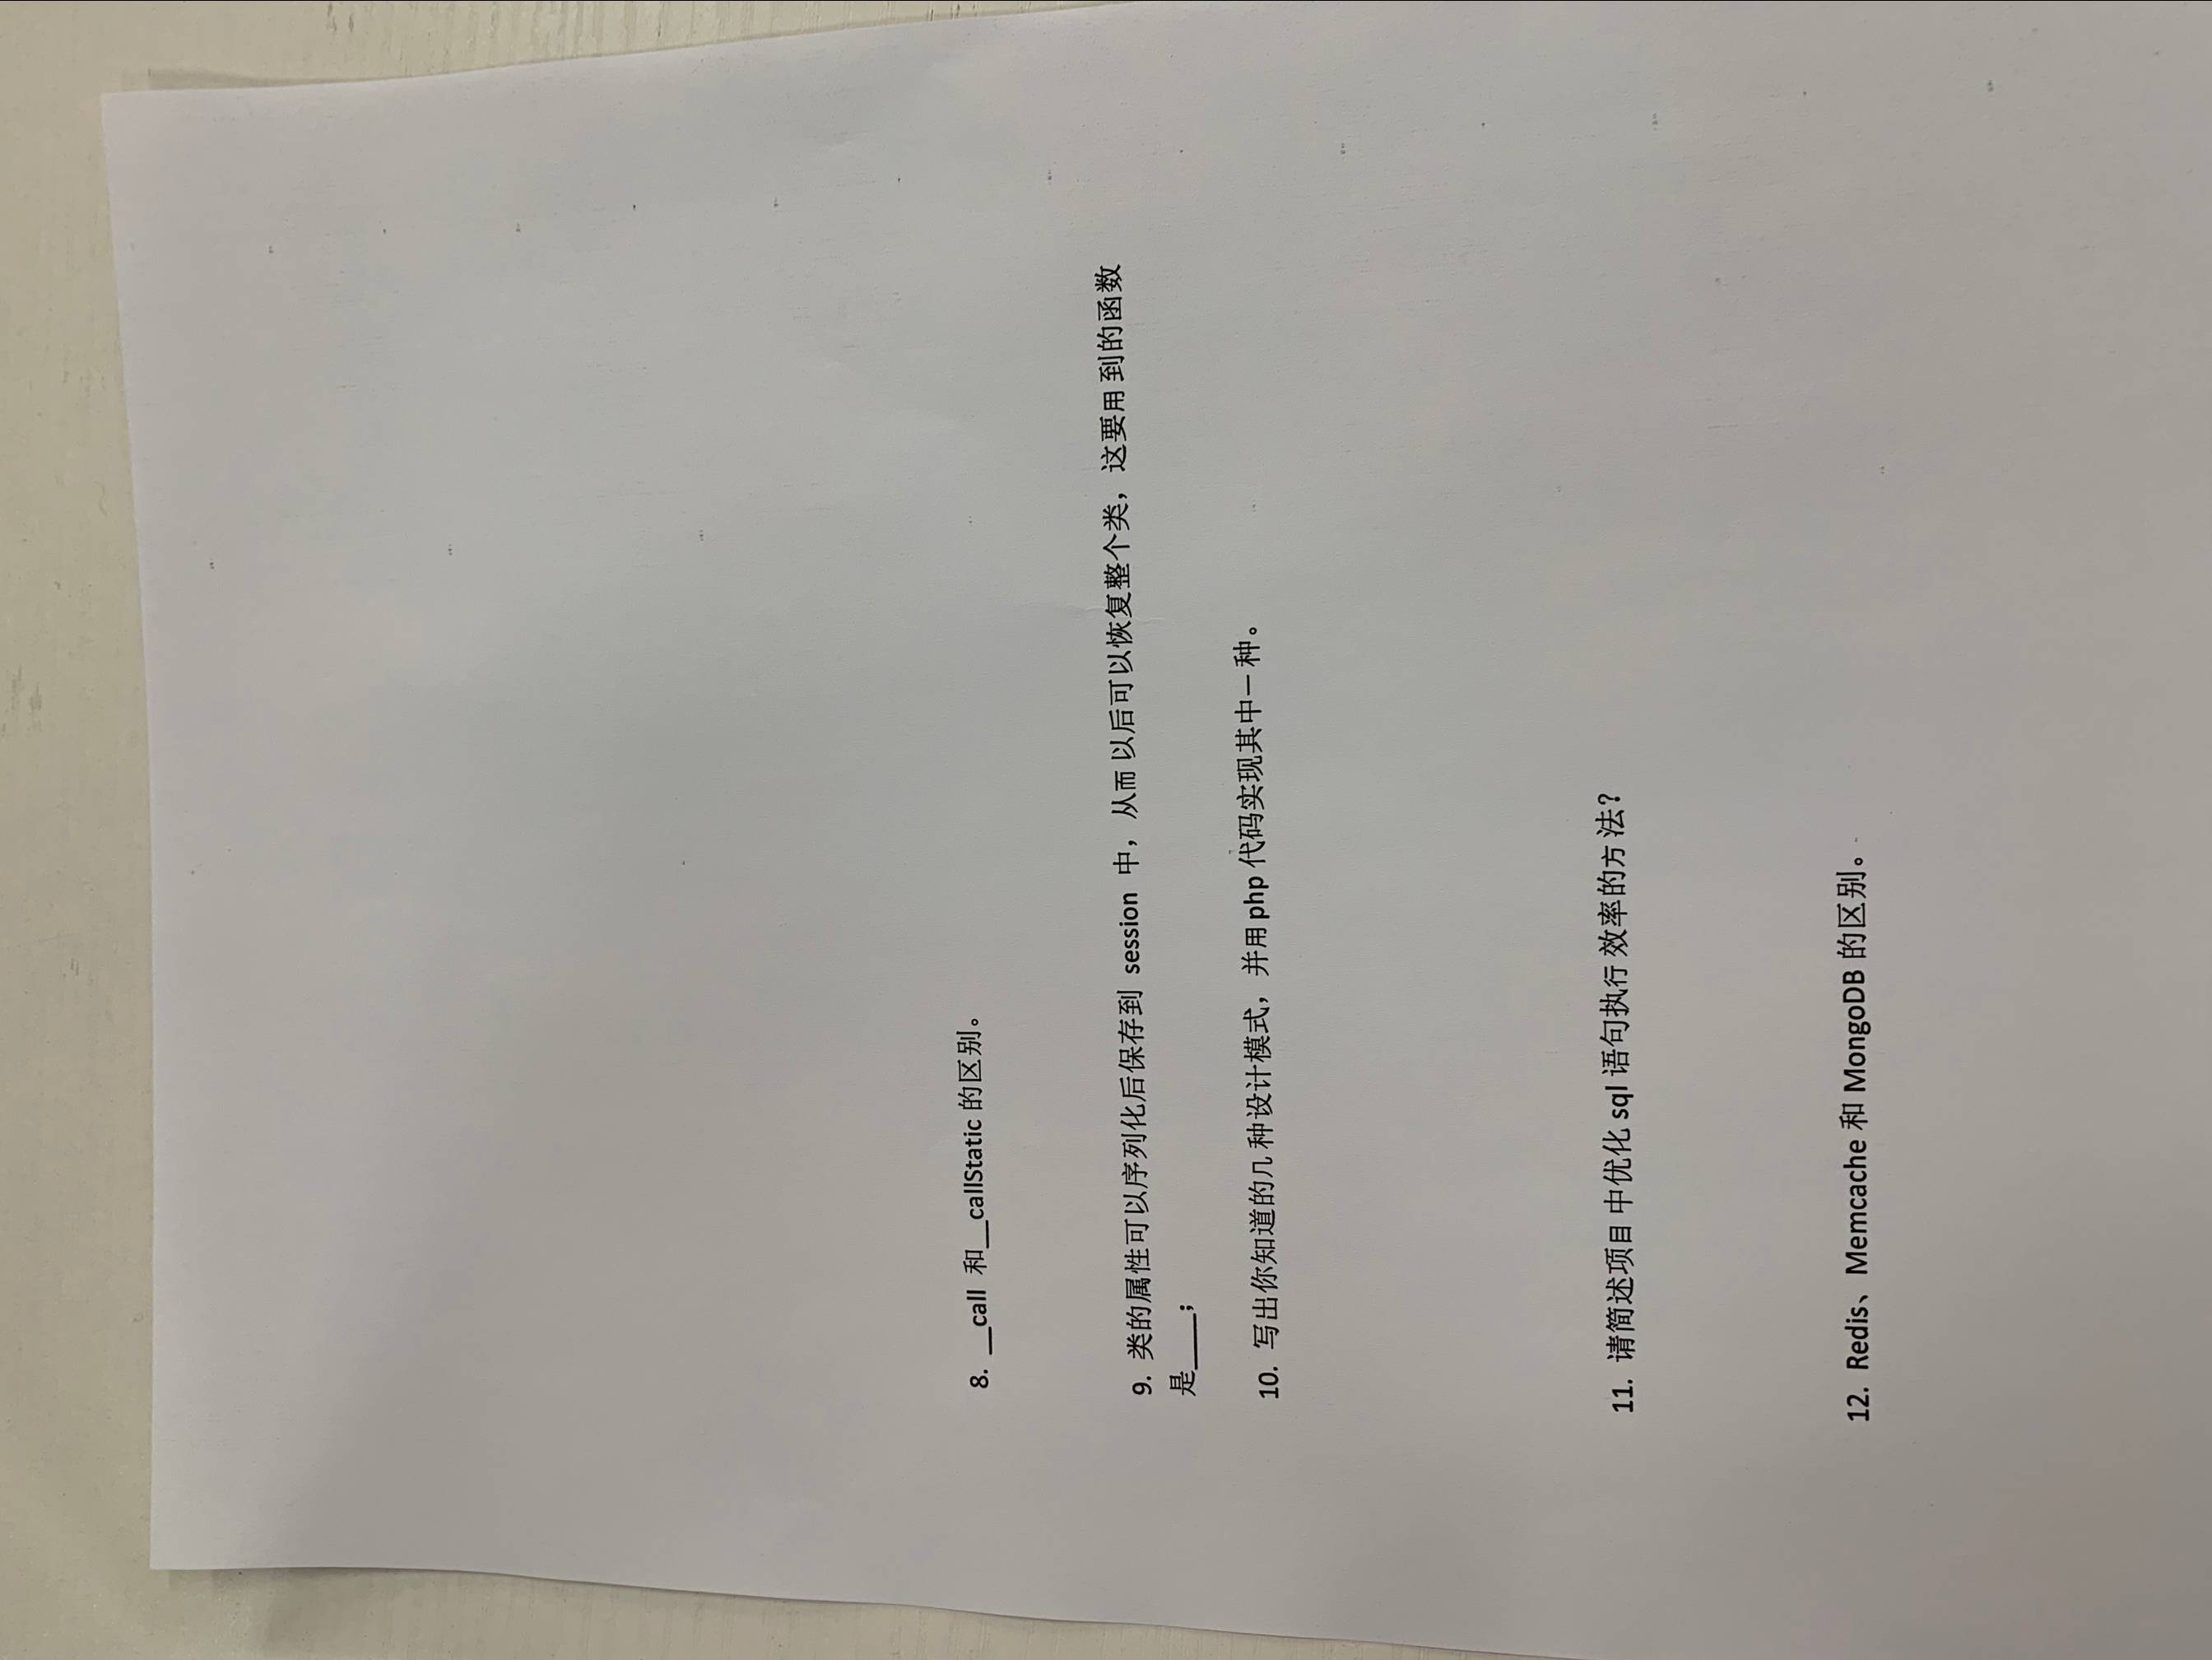 8. __call 和__callStatic 的区别。
9. 类的属性可以序列化后保存到 session 中，从而以后可以恢复整个类，这要用到的函数
是____；
10. 写出你知道的几种设计模式，并用 php 代码实现其中一种。
11. 请简述项目中优化 sql 语句执行效率的方法？
12. Redis、Memcache 和 MongoDB 的区别。